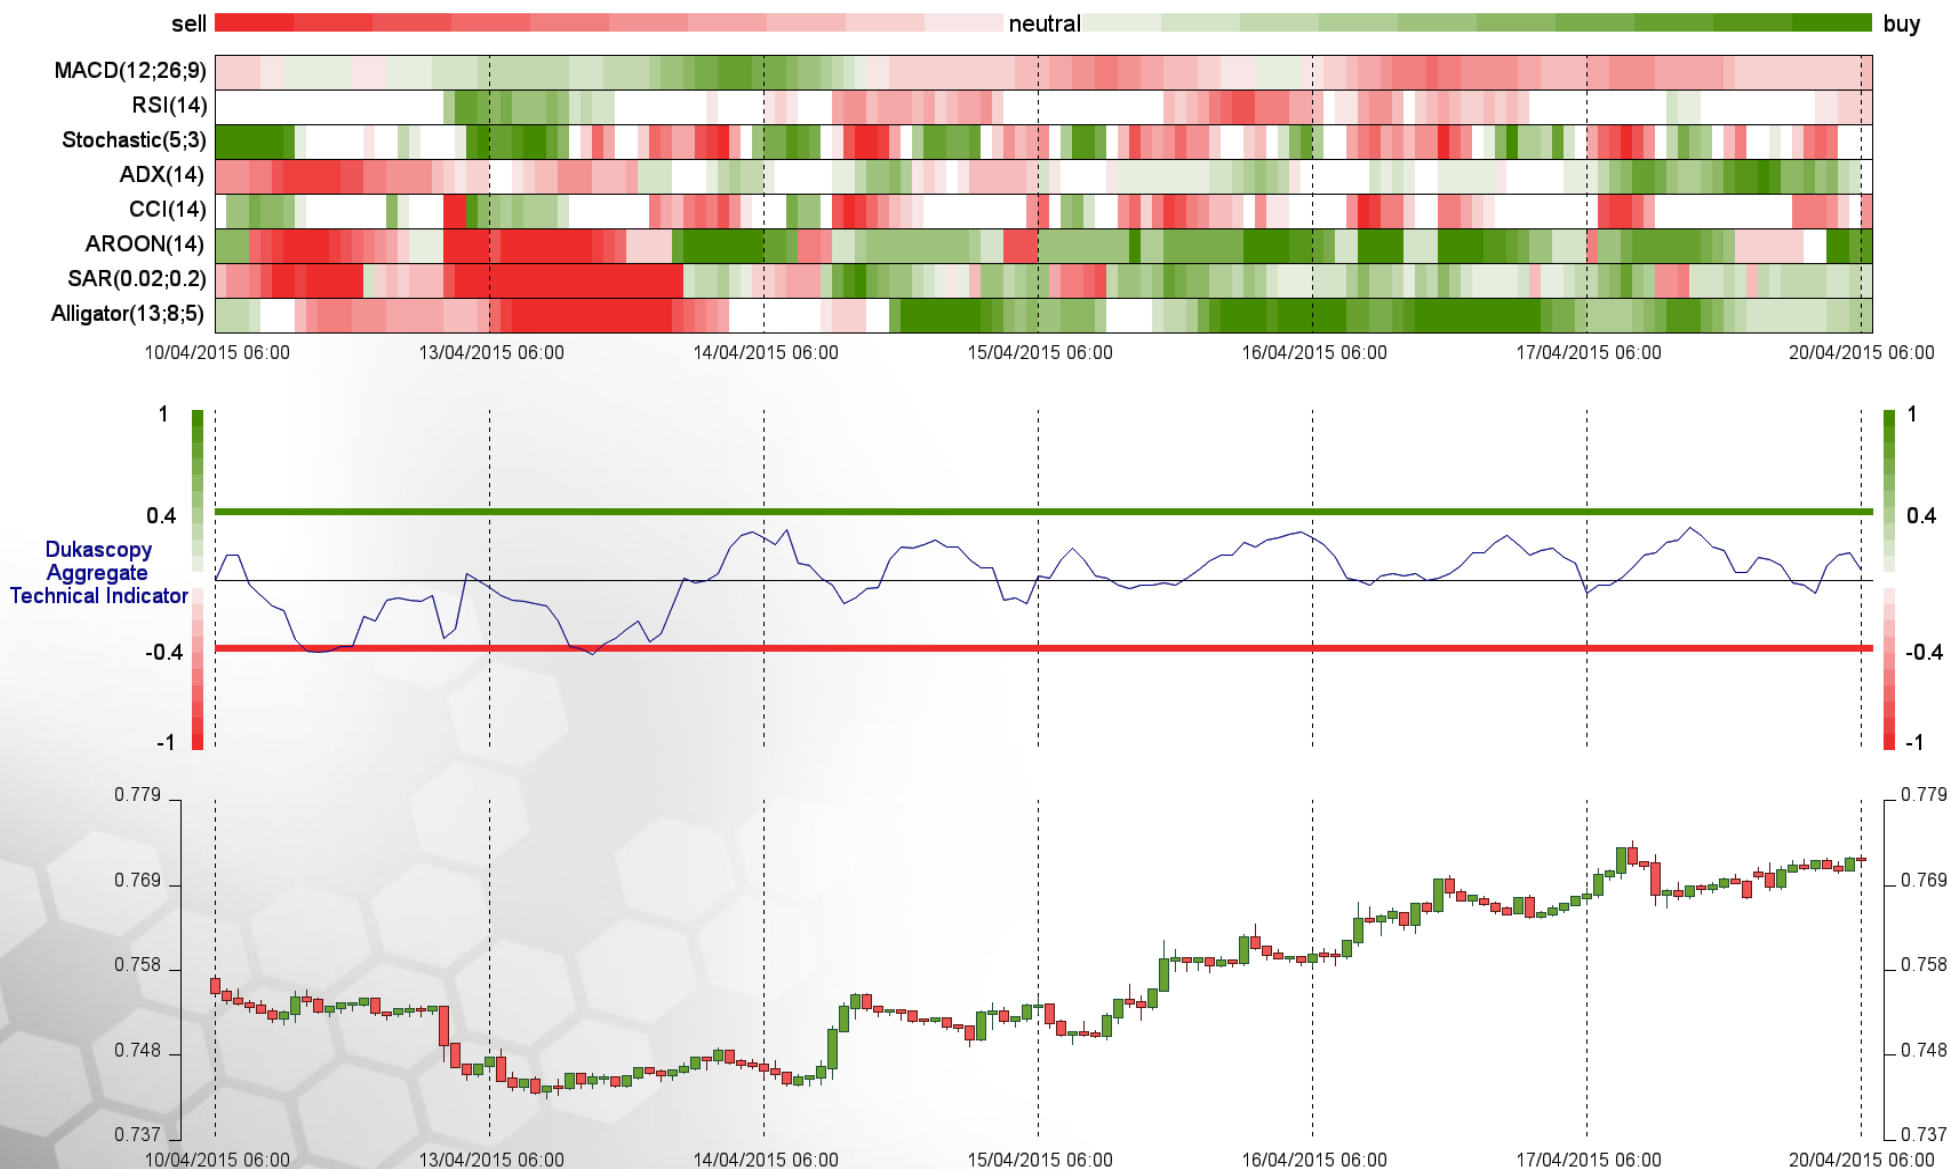 sell neutral buy
MACD(12;26;9)
RSI(14)
Stochastic(5;3)
ADX(14)
CCI(14)
AROON(14)
SAR(0.02;0.2)
Alligator(13;8;5)
10/04/2015 06:00 13/04/2015 06:00 14/04/2015 06:00 15/04/2015 06:00 16/04/2015 06:00 17/04/2015 06:00 20/04/2015 06:00
1 1
0.4 0.4
Dukascopy
Aggregate
Technical Indicator
-0.4 -0.4
-1 -1
0.779 0.779
0.769 0.769
0.758 0.758
0.748 0.748
0.737 0.737
10/04/2015 06:00 13/04/2015 06:00 14/04/2015 06:00 15/04/2015 06:00 16/04/2015 06:00 17/04/2015 06:00 20/04/2015 06:00